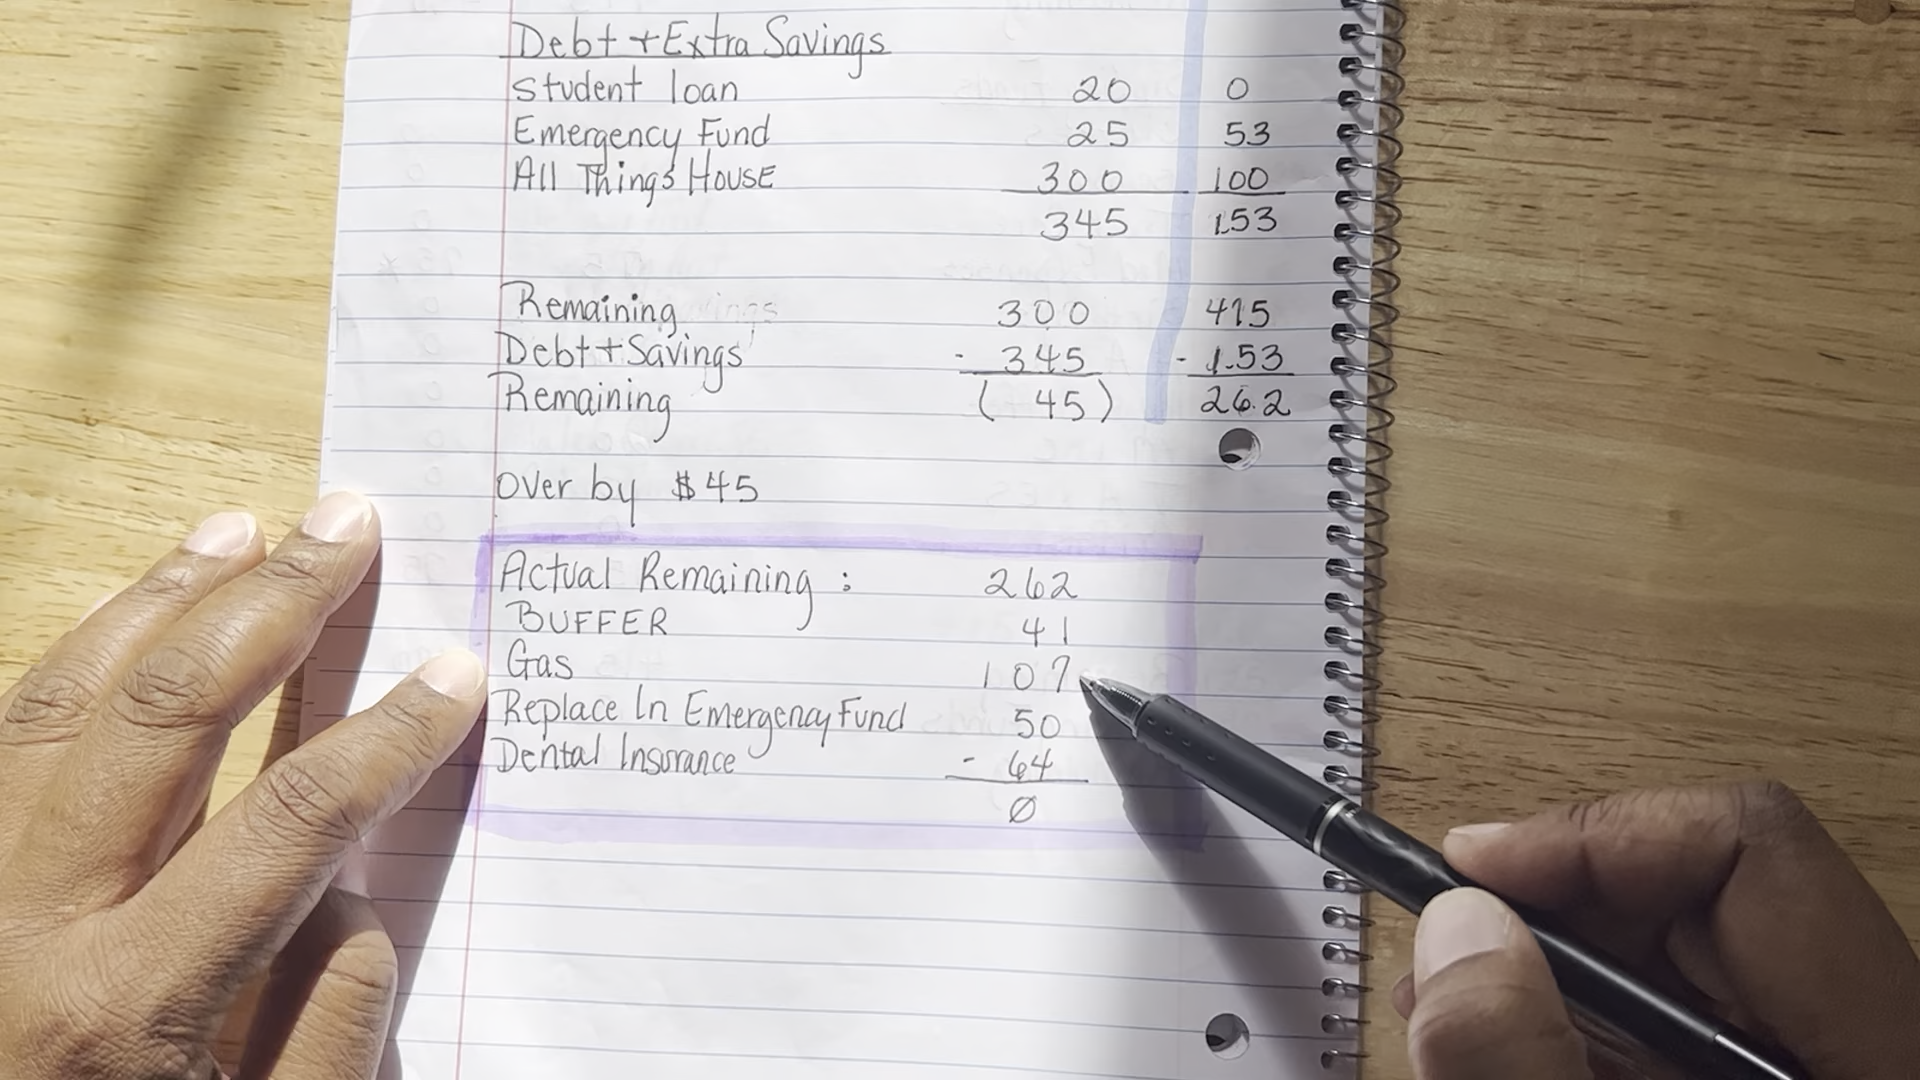 Debt + Extra Savings
Student loan 20 0
Emergency Fund 25 53
All Things House 300 100
345 153
Remaining 300 415
Debt + Savings - 345 - 153
Remaining ( 45 ) 262
over by $45
Actual Remaining : 262
BUFFER 41
Gas 107
Replace In Emergency Fund 50
Dental Insurance - 64
Ø